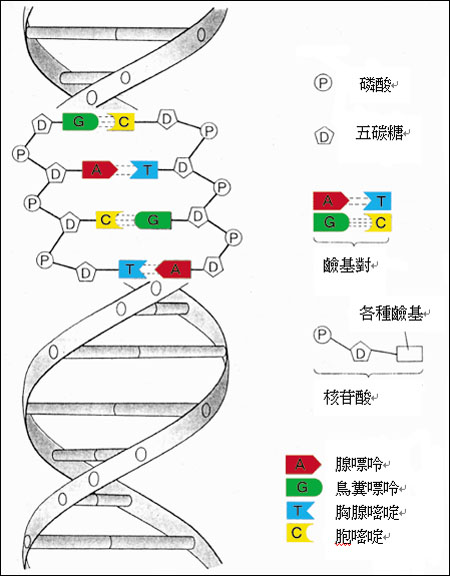 D G C D
P P
D A T D
P
P
D C G D
P P
D T A D
P 磷酸
D 五碳糖
A T
G C
鹼基對
各種鹼基
P D
核苷酸
A 腺嘌呤
G 鳥糞嘌呤
T 胸腺嘧啶
C 胞嘧啶